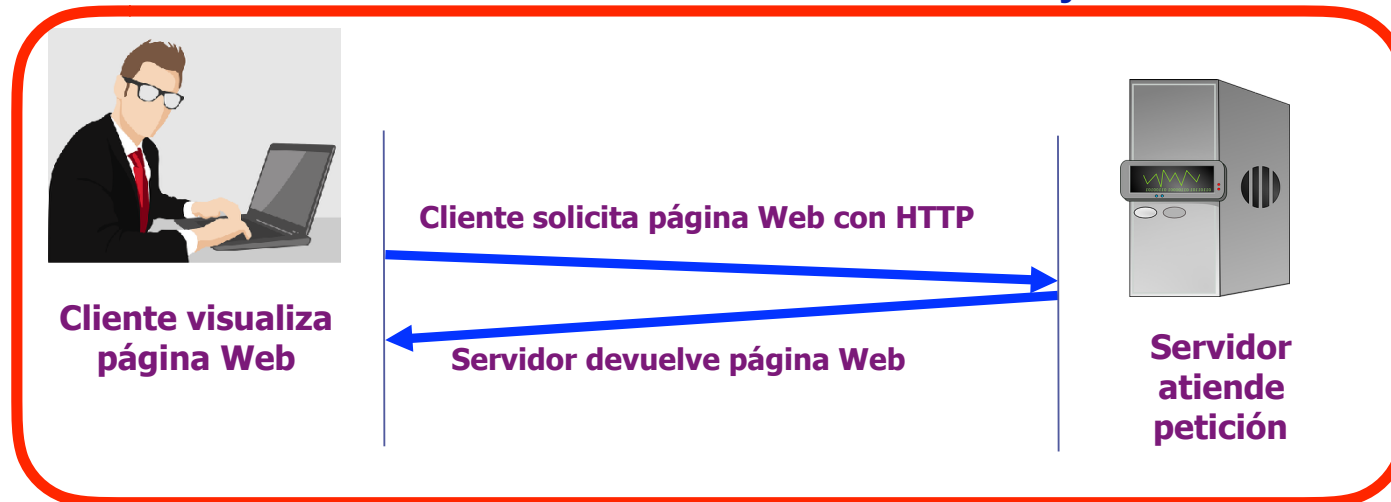 Cliente solicita página Web con HTTP
Cliente visualiza
página Web
Servidor devuelve página Web
Servidor
atiende
petición